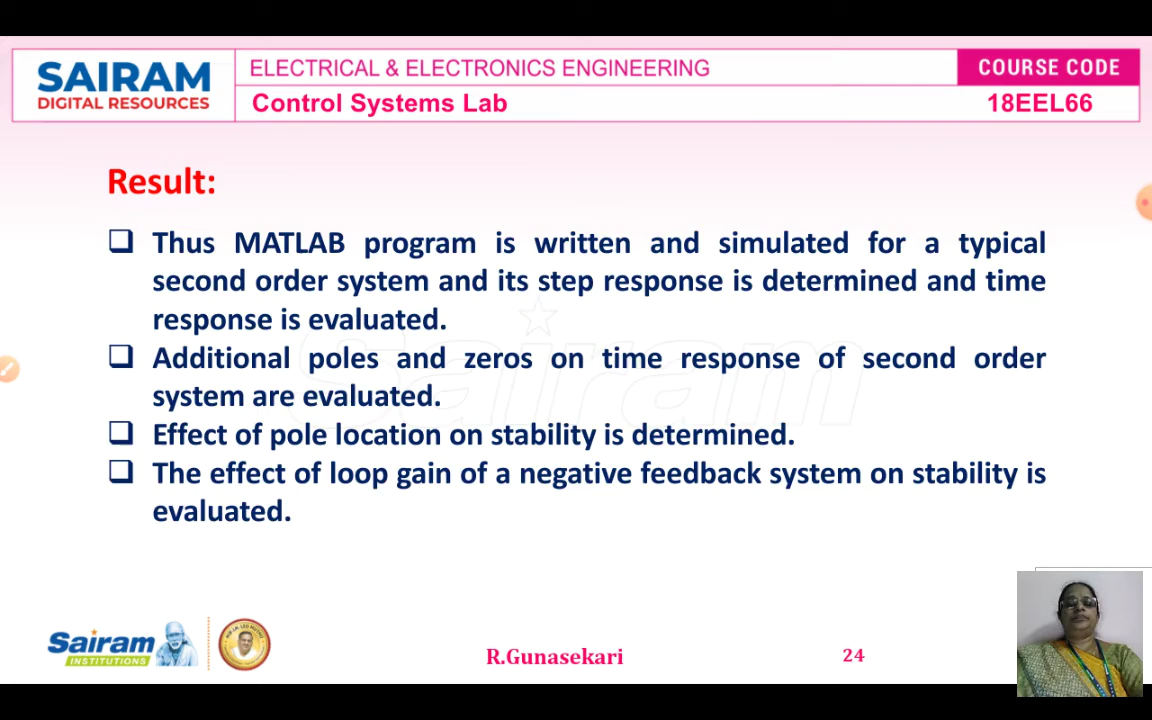 SAIRAM
DIGITAL RESOURCES
ELECTRICAL & ELECTRONICS ENGINEERING
COURSE CODE
Control Systems Lab
18EEL66
Result:
Thus MATLAB program is written and simulated for a typical
second order system and its step response is determined and time
response is evaluated.
Additional poles and zeros on time response of second order
system are evaluated.
Effect of pole location on stability is determined.
The effect of loop gain of a negative feedback system on stability is
evaluated.
Sairam
Sairam
INSTITUTIONS
R.Gunasekari
24